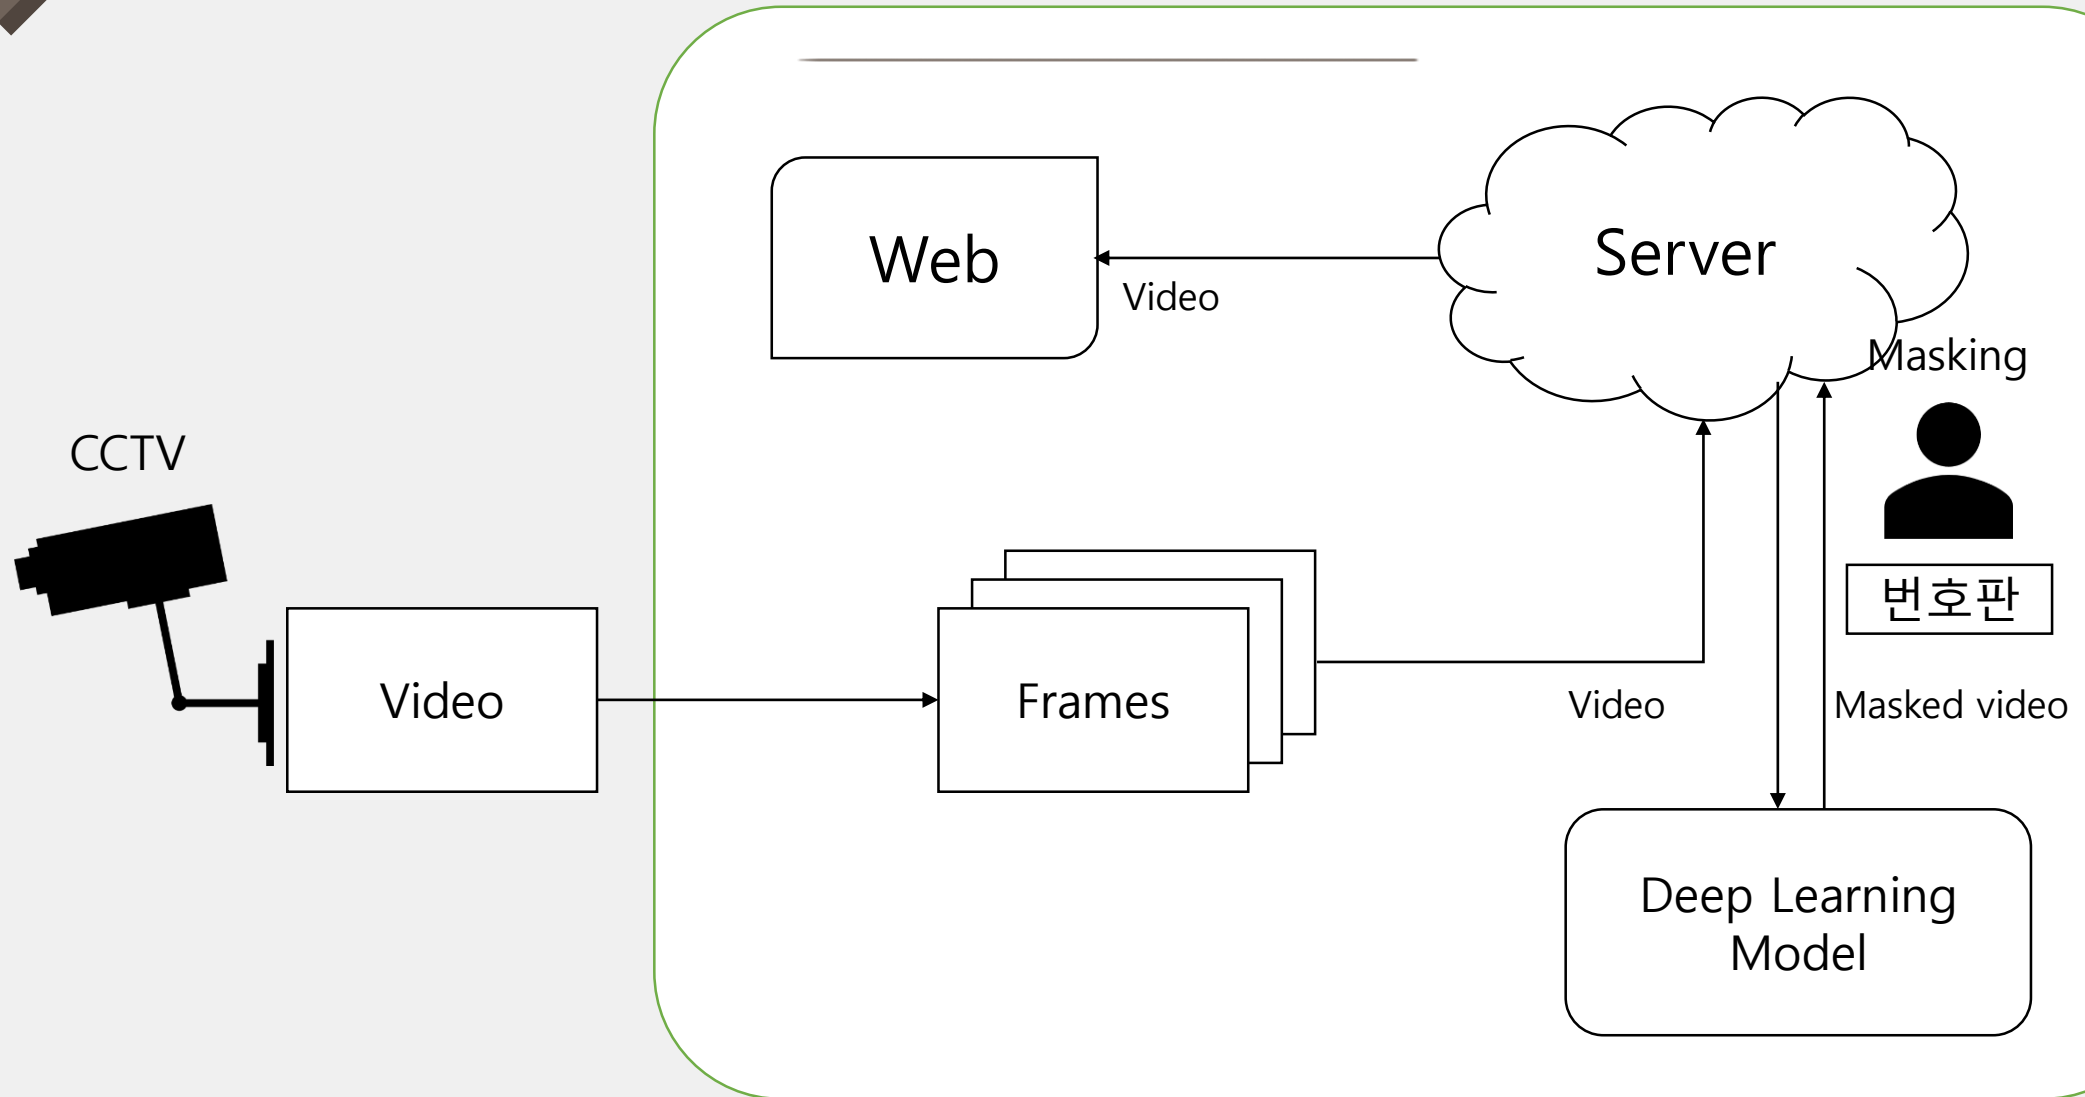 Web
Server
Video
Masking
CCTV
번호판
Video
Frames
Video
Masked video
Deep Learning
Model